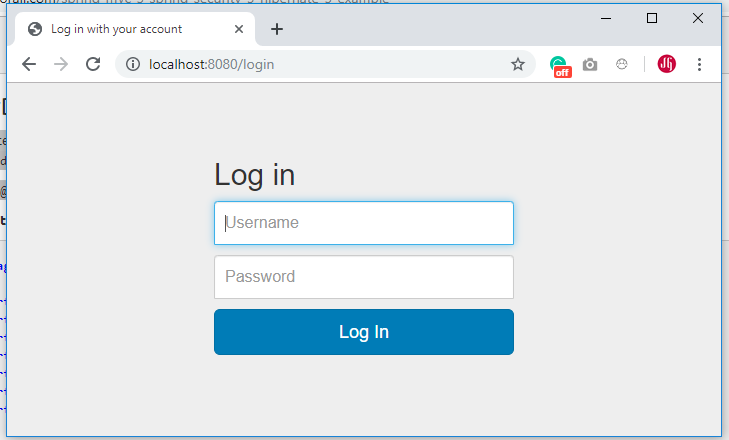 Log in with your account
localhost:8080/login
off
Log in
Username
Password
Log In